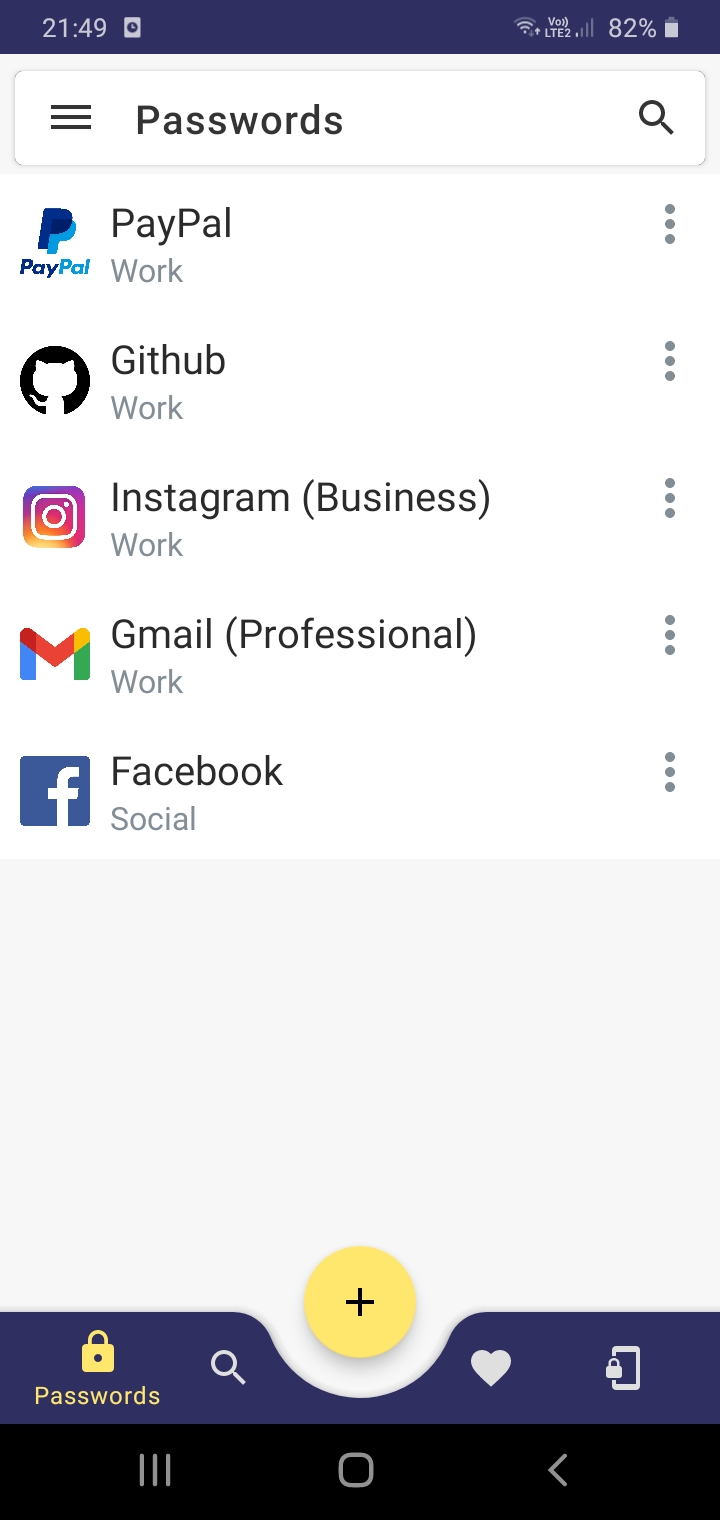 21:49
Vo))
LTE2
82%
Passwords
PayPal
PayPal
Work
Github
Work
Instagram (Business)
Work
Gmail (Professional)
Work
Facebook
Social
Passwords